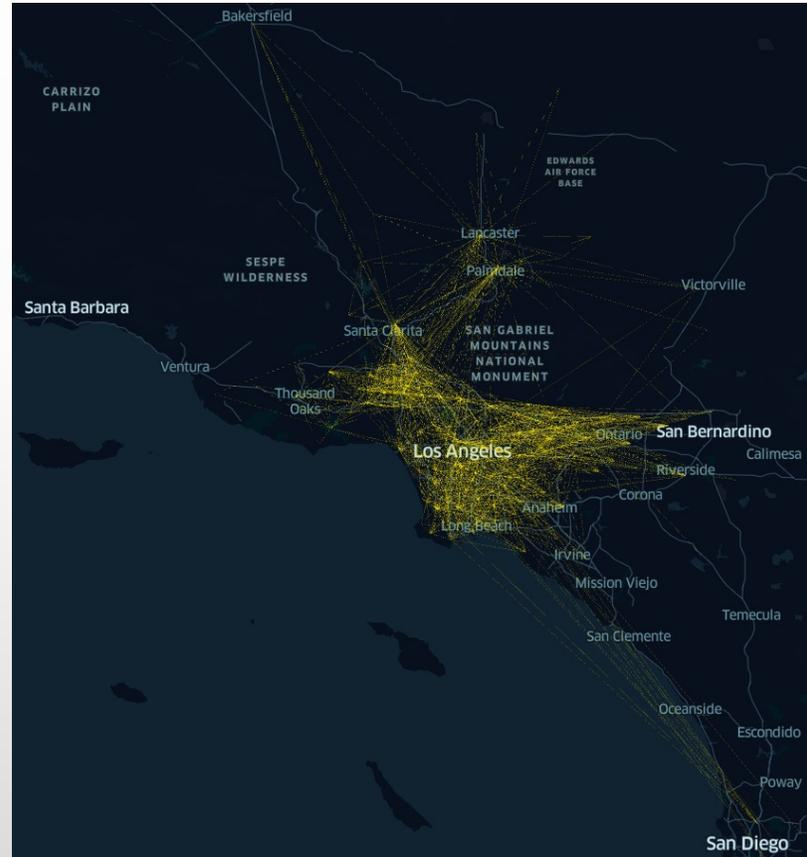 Bakersfield
CARRIZO
PLAIN
EDWARDS
AIR FORCE
BASE
Lancaster
SESPE
WILDERNESS
Palmdale
Victorville
Santa Barbara
Santa Clarita
SAN GABRIEL
MOUNTAINS
NATIONAL
MONUMENT
Ventura
Thousand
Oaks
Ontario
San Bernardino
Los Angeles
Calimesa
Riverside
Corona
Anaheim
Long Beach
Irvine
Mission Viejo
Temecula
San Clemente
Oceanside
Escondido
Poway
San Diego